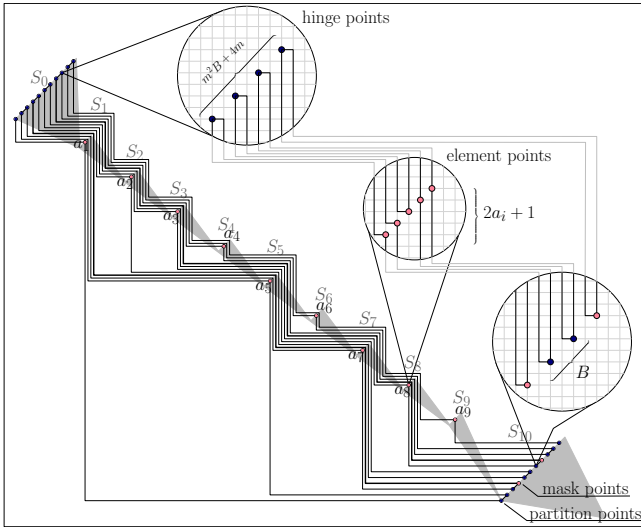 hinge points
m²B + 4m
S₀
S₁
a₁
S₂
a₂
element points
S₃
a₃
2aᵢ + 1
S₄
a₄
S₅
a₅
S₆
a₆
S₇
a₇
S₈
a₈
B
S₉
a₉
S₁₀
mask points
partition points